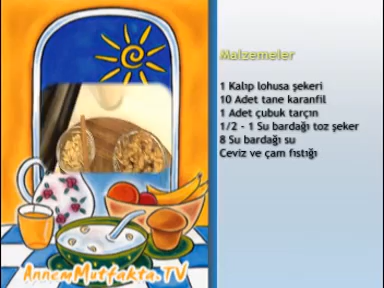 Malzemeler
1 Kalıp lohusa şekeri
10 Adet tane karanfil
1 Adet çubuk tarçın
1/2 - 1 Su bardağı toz şeker
8 Su bardağı su
Ceviz ve çam fıstığı
AnnemMutfakta.TV